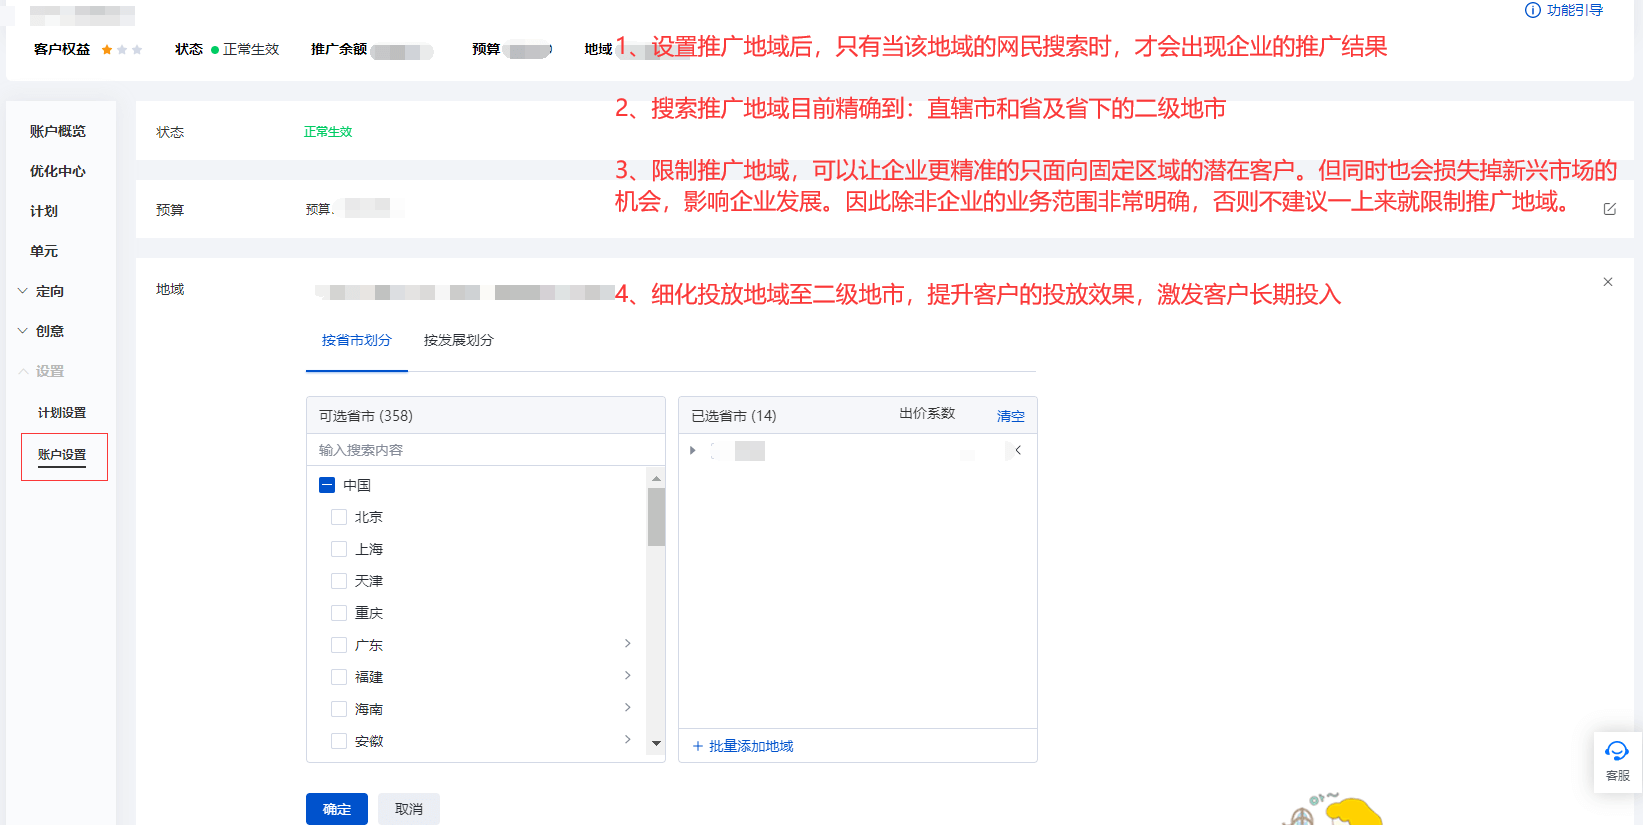 功能引导
客户权益 状态 正常生效 推广余额 预算 地域
1、设置推广地域后，只有当该地域的网民搜索时，才会出现企业的推广结果
2、搜索推广地域目前精确到：直辖市和省及省下的二级地市
账户概览
状态 正常生效
优化中心
3、限制推广地域，可以让企业更精准的只面向固定区域的潜在客户。但同时也会损失掉新兴市场的
机会，影响企业发展。因此除非企业的业务范围非常明确，否则不建议一上来就限制推广地域。
计划
预算 预算
单元
定向
地域
4、细化投放地域至二级地市，提升客户的投放效果，激发客户长期投入
创意
按省市划分 按发展划分
设置
计划设置
账户设置
可选省市 (358)
输入搜索内容
中国
北京
上海
天津
重庆
广东
福建
海南
安徽
已选省市 (14) 出价系数 清空
+ 批量添加地域
确定 取消
客服